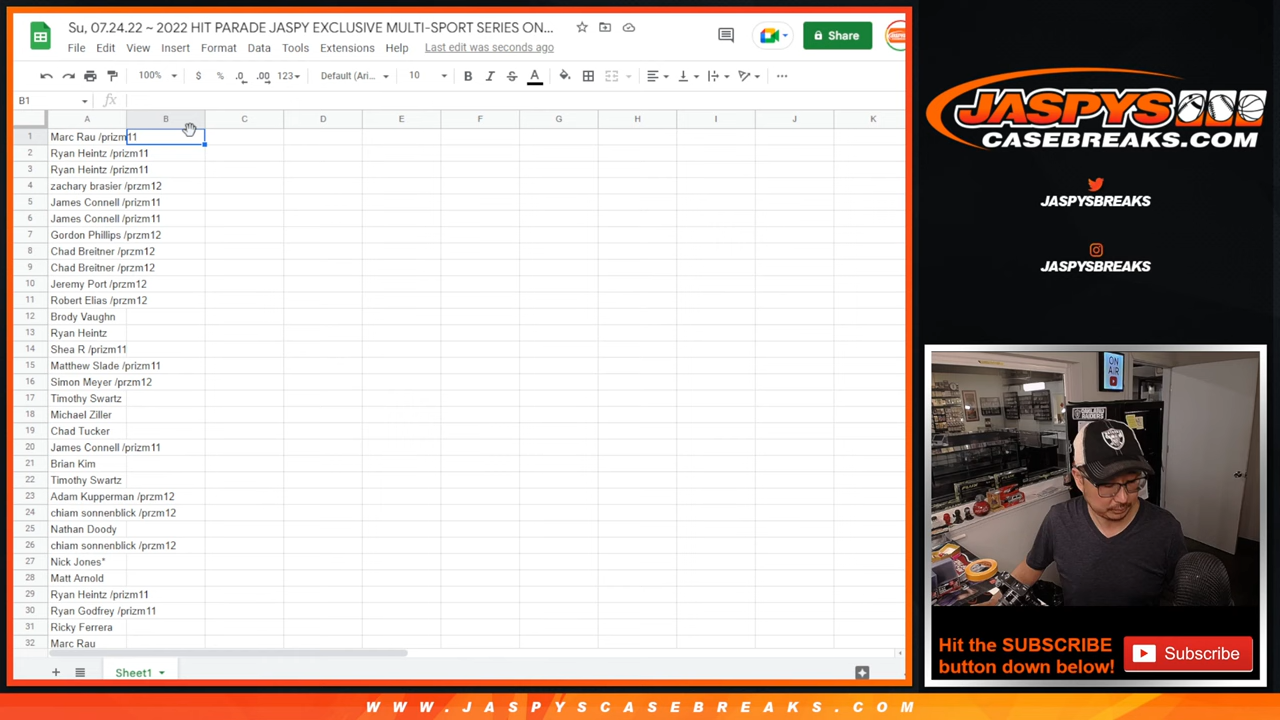 Su, 07.24.22 ~ 2022 HIT PARADE JASPY EXCLUSIVE MULTI-SPORT SERIES ON...
File Edit View Insert Format Data Tools Extensions Help Last edit was seconds ago
Share
100% $ % .0 .00 123 Default (Ari... 10 B I S A
B1 fx
A B C D E F G H I J K
1 Marc Rau /prizm11
2 Ryan Heintz /prizm11
3 Ryan Heintz /prizm11
4 zachary brasier /przm12
5 James Connell /prizm11
6 James Connell /prizm11
7 Gordon Phillips /przm12
8 Chad Breitner /przm12
9 Chad Breitner /przm12
10 Jeremy Port /przm12
11 Robert Elias /przm12
12 Brody Vaughn
13 Ryan Heintz
14 Shea R /prizm11
15 Matthew Slade /prizm11
16 Simon Meyer /przm12
17 Timothy Swartz
18 Michael Ziller
19 Chad Tucker
20 James Connell /prizm11
21 Brian Kim
22 Timothy Swartz
23 Adam Kupperman /przm12
24 chiam sonnenblick /przm12
25 Nathan Doody
26 chiam sonnenblick /przm12
27 Nick Jones*
28 Matt Arnold
29 Ryan Heintz /prizm11
30 Ryan Godfrey /prizm11
31 Ricky Ferrera
32 Marc Rau
Sheet1
JASPYS
CASEBREAKS.COM
JASPYSBREAKS
JASPYSBREAKS
ON
AIR
Hit the SUBSCRIBE
button down below!
Subscribe
WWW.JASPYSCASEBREAKS.COM